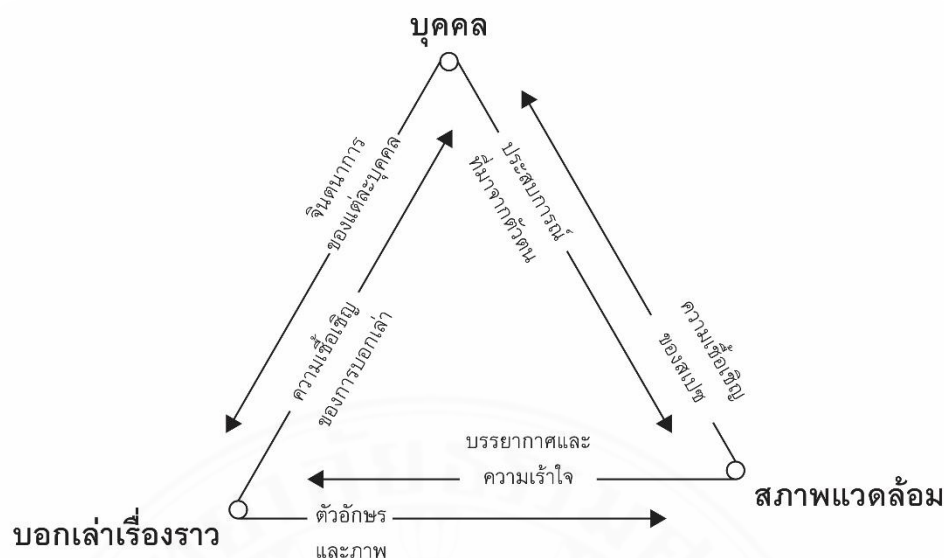 บุคคล
จินตนาการ
ของแต่ละบุคคล
ความเชื้อเชิญ
ของการบอกเล่า
ประสบการณ์
ที่มาจากตัวตน
ความเชื้อเชิญ
ของสเปซ
บรรยากาศและ
ความเร้าใจ
สภาพแวดล้อม
บอกเล่าเรื่องราว
ตัวอักษร
และภาพ